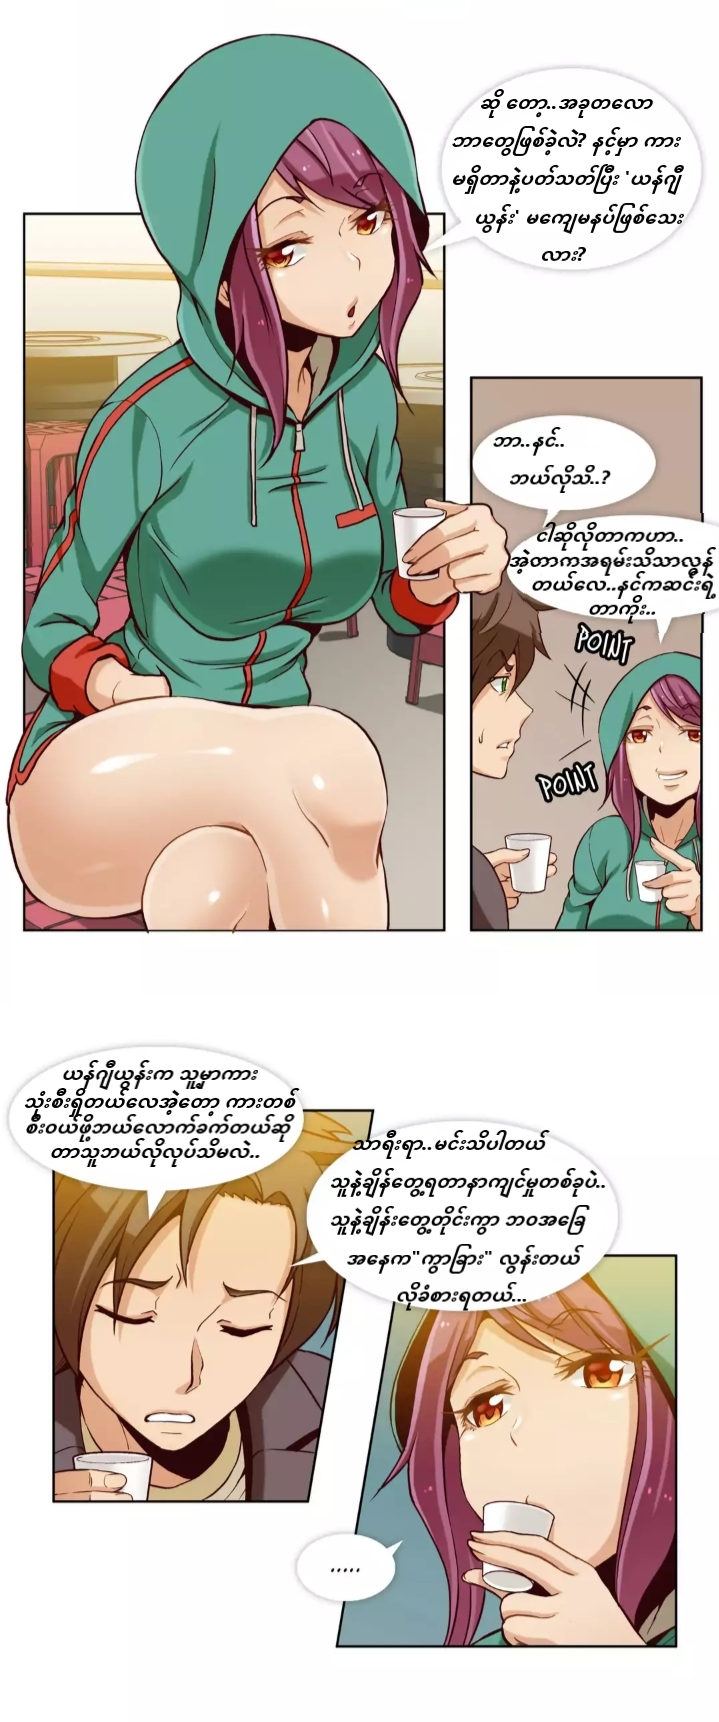 ဆို တော့..အခုတလော
ဘာတွေဖြစ်ခဲ့လဲ? နင့်မှာ ကား
မရှိတာနဲ့ပတ်သတ်ပြီး 'ယန်ဂျီ
ယွန်း' မကျေမနပ်ဖြစ်သေး
လား?
ဘာ..နင်..
ဘယ်လိုသိ..?
ငါဆိုလိုတာကဟာ..
အဲ့တာကအရမ်းသိသာလွန်
တယ်လေ..နင်ကဆင်းရဲ
တာကိုး..
POINT
POINT
ယန်ဂျီယွန်းက သူ့မှာကား
သုံးစီးရှိတယ်လေအဲ့တော့ ကားတစ်
စီးဝယ်ဖို့ဘယ်လောက်ခက်တယ်ဆို
တာသူဘယ်လိုလုပ်သိမလဲ..
သာရီးရာ..မင်းသိပါတယ်
သူနဲ့ချိန်တွေ့ရတာနာကျင်မှုတစ်ခုပဲ..
သူနဲ့ချိန်းတွေ့တိုင်းကွာ ဘဝအခြေ
အနေက"ကွာခြား" လွန်းတယ်
လိုခံစားရတယ်...
.....